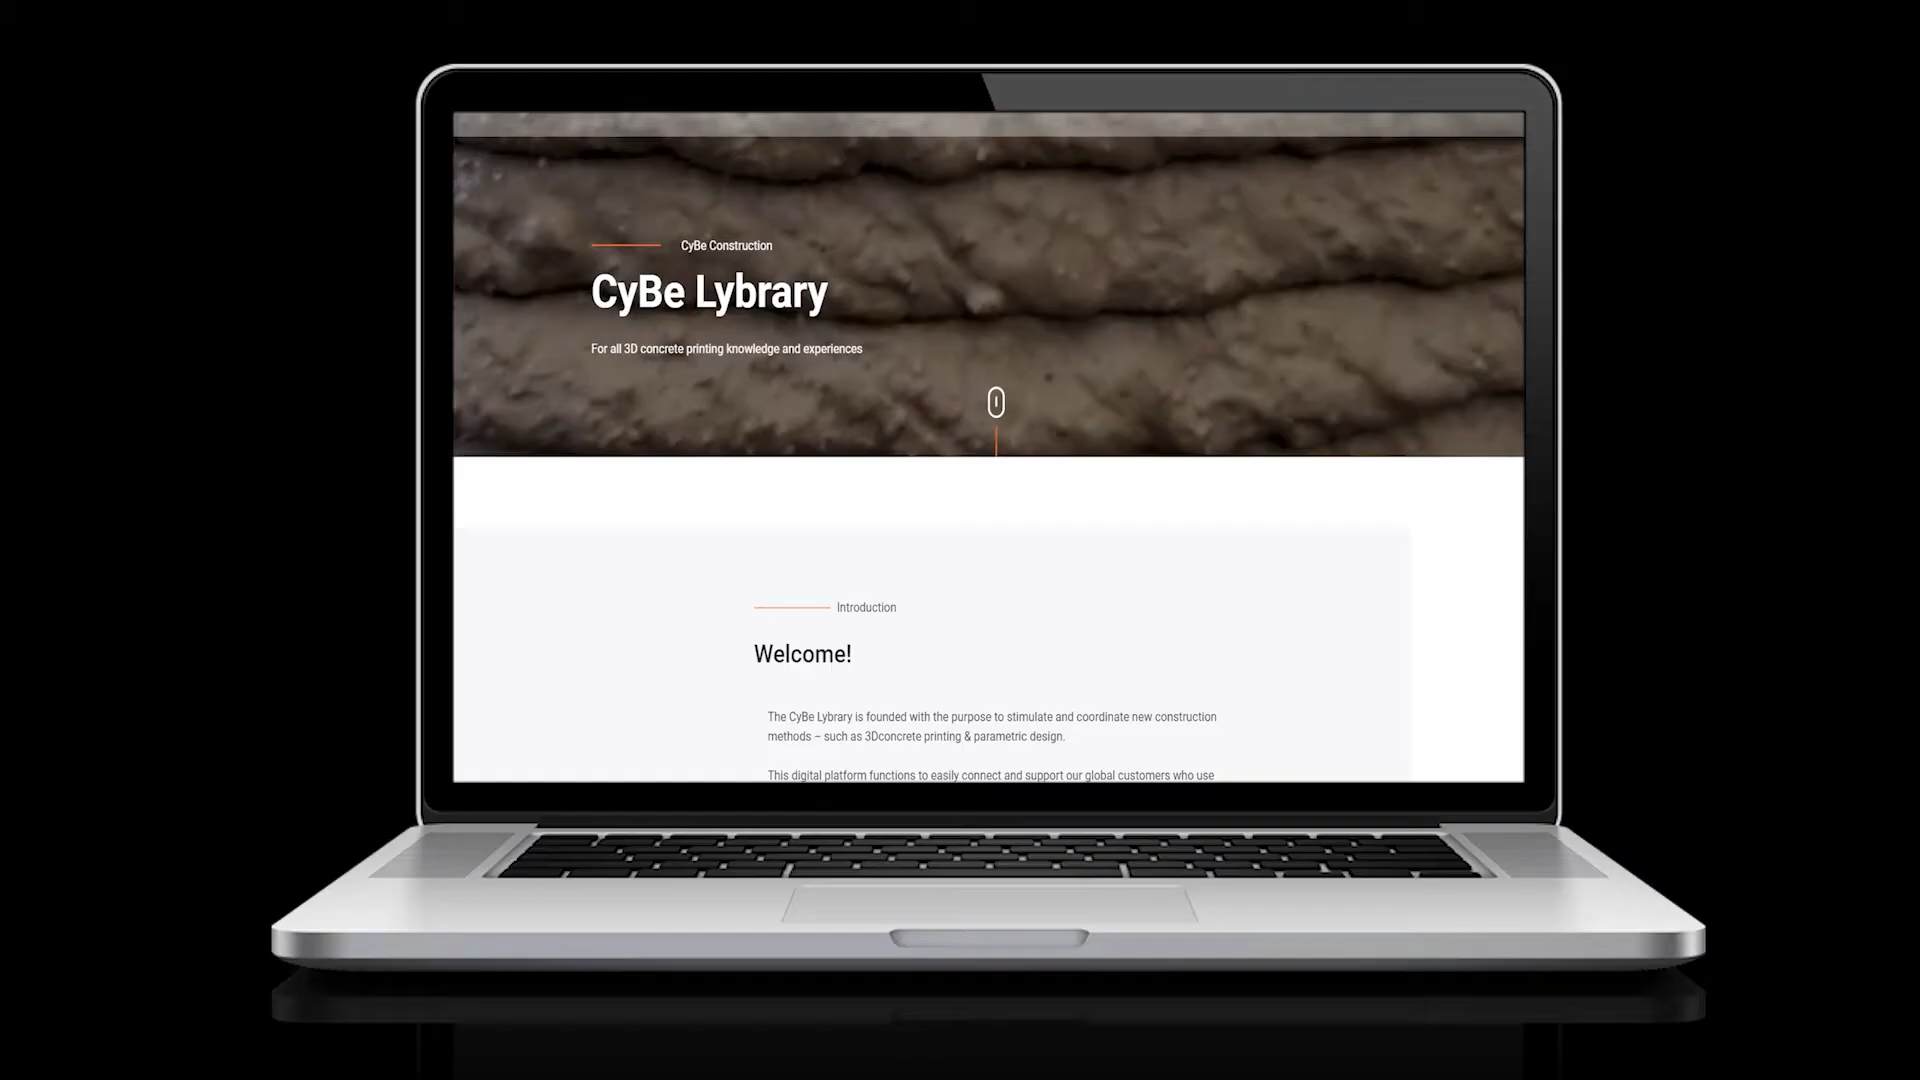 CyBe Construction
CyBe Lybrary
For all 3D concrete printing knowledge and experiences
Introduction
Welcome!
The CyBe Lybrary is founded with the purpose to stimulate and coordinate new construction
methods – such as 3Dconcrete printing & parametric design.
This digital platform functions to easily connect and support our global customers who use